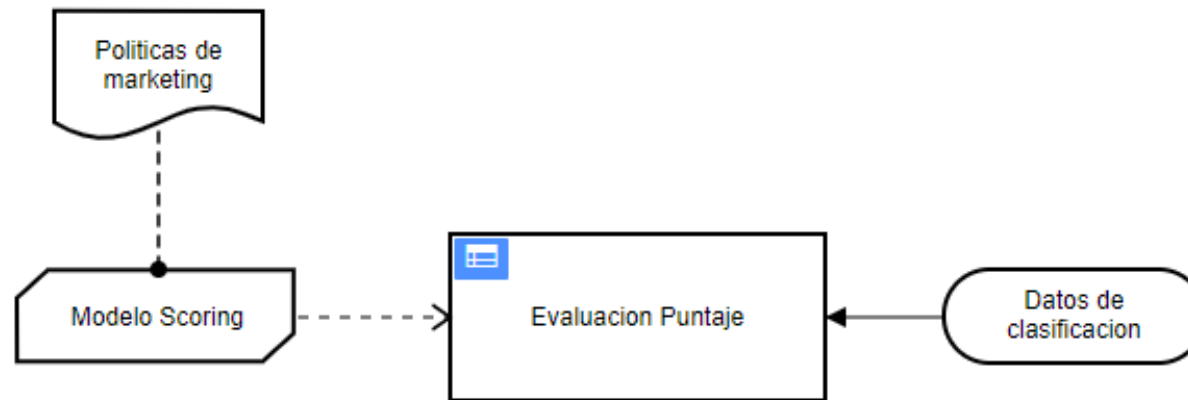 Politicas de
marketing
Modelo Scoring
Evaluacion Puntaje
Datos de
clasificacion